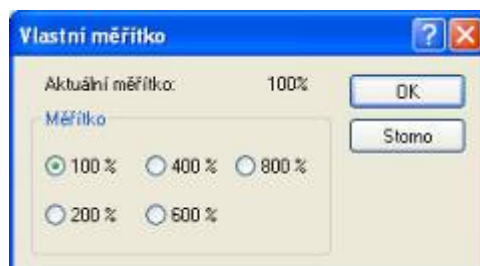 Vlastní měřítko
Aktuální měřítko: 100%
OK
Měřítko
Storno
100 % 400 % 800 %
200 % 600 %